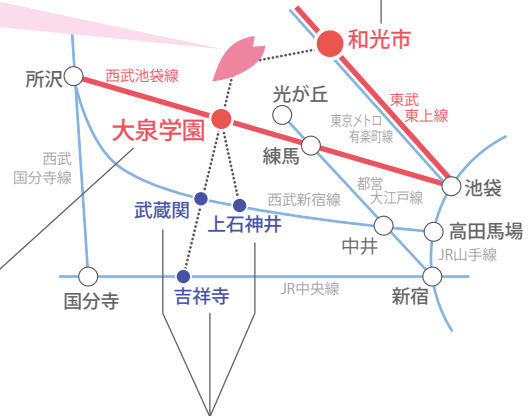 和光市
所沢
西武池袋線
光が丘
東武
東上線
大泉学園
東京メトロ
有楽町線
練馬
西武
国分寺線
都営
大江戸線
池袋
武蔵関
西武新宿線
上石神井
高田馬場
中井
JR山手線
国分寺
吉祥寺
JR中央線
新宿